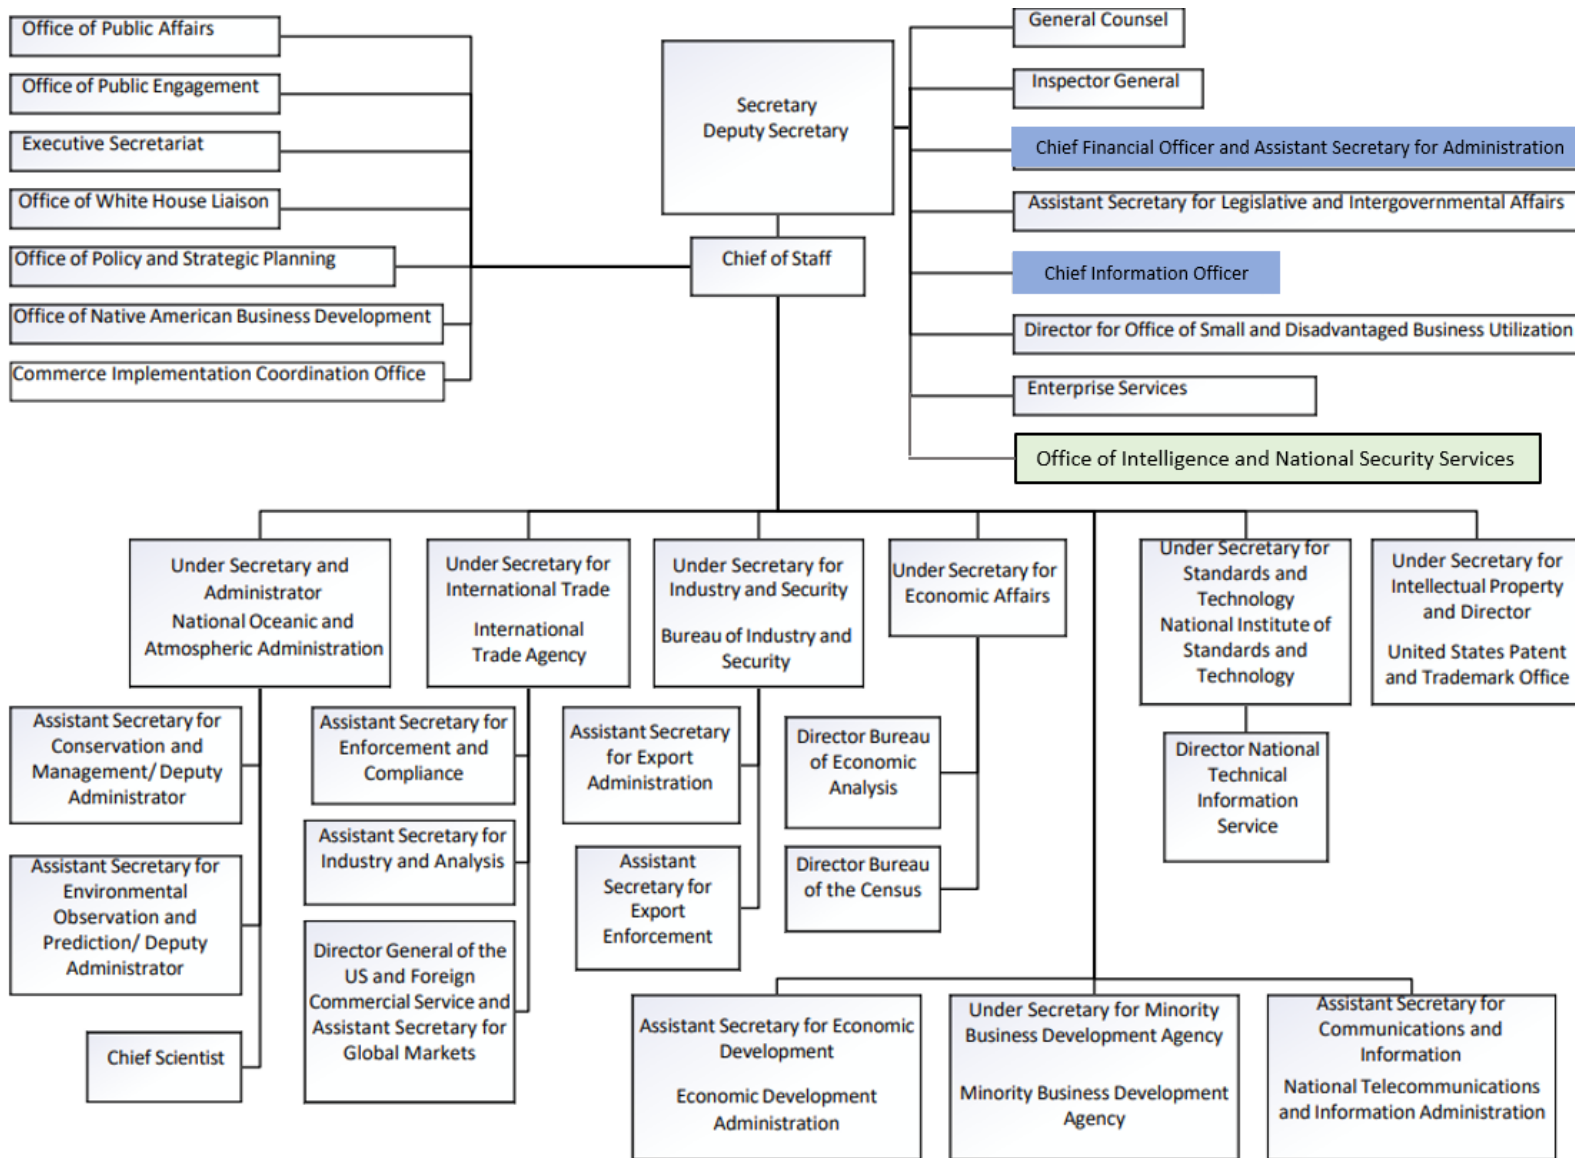 Office of Public Affairs
Office of Public Engagement
Executive Secretariat
Office of White House Liaison
Office of Policy and Strategic Planning
Office of Native American Business Development
Commerce Implementation Coordination Office
Secretary
Deputy Secretary
Chief of Staff
General Counsel
Inspector General
Chief Financial Officer and Assistant Secretary for Administration
Assistant Secretary for Legislative and Intergovernmental Affairs
Chief Information Officer
Director for Office of Small and Disadvantaged Business Utilization
Enterprise Services
Office of Intelligence and National Security Services
Under Secretary and
Administrator
National Oceanic and
Atmospheric Administration
Under Secretary for
International Trade
International
Trade Agency
Under Secretary for
Industry and Security
Bureau of Industry and
Security
Under Secretary for
Economic Affairs
Under Secretary for
Standards and
Technology
National Institute of
Standards and
Technology
Under Secretary for
Intellectual Property
and Director
United States Patent
and Trademark Office
Assistant Secretary for
Conservation and
Management/ Deputy
Administrator
Assistant Secretary for
Environmental
Observation and
Prediction/ Deputy
Administrator
Chief Scientist
Assistant Secretary for
Enforcement and
Compliance
Assistant Secretary for
Industry and Analysis
Director General of the
US and Foreign
Commercial Service and
Assistant Secretary for
Global Markets
Assistant Secretary
for Export
Administration
Assistant
Secretary for
Export
Enforcement
Director Bureau
of Economic
Analysis
Director Bureau
of the Census
Director National
Technical
Information
Service
Assistant Secretary for Economic
Development
Economic Development
Administration
Under Secretary for Minority
Business Development Agency
Minority Business Development
Agency
Assistant Secretary for
Communications and
Information
National Telecommunications
and Information Administration